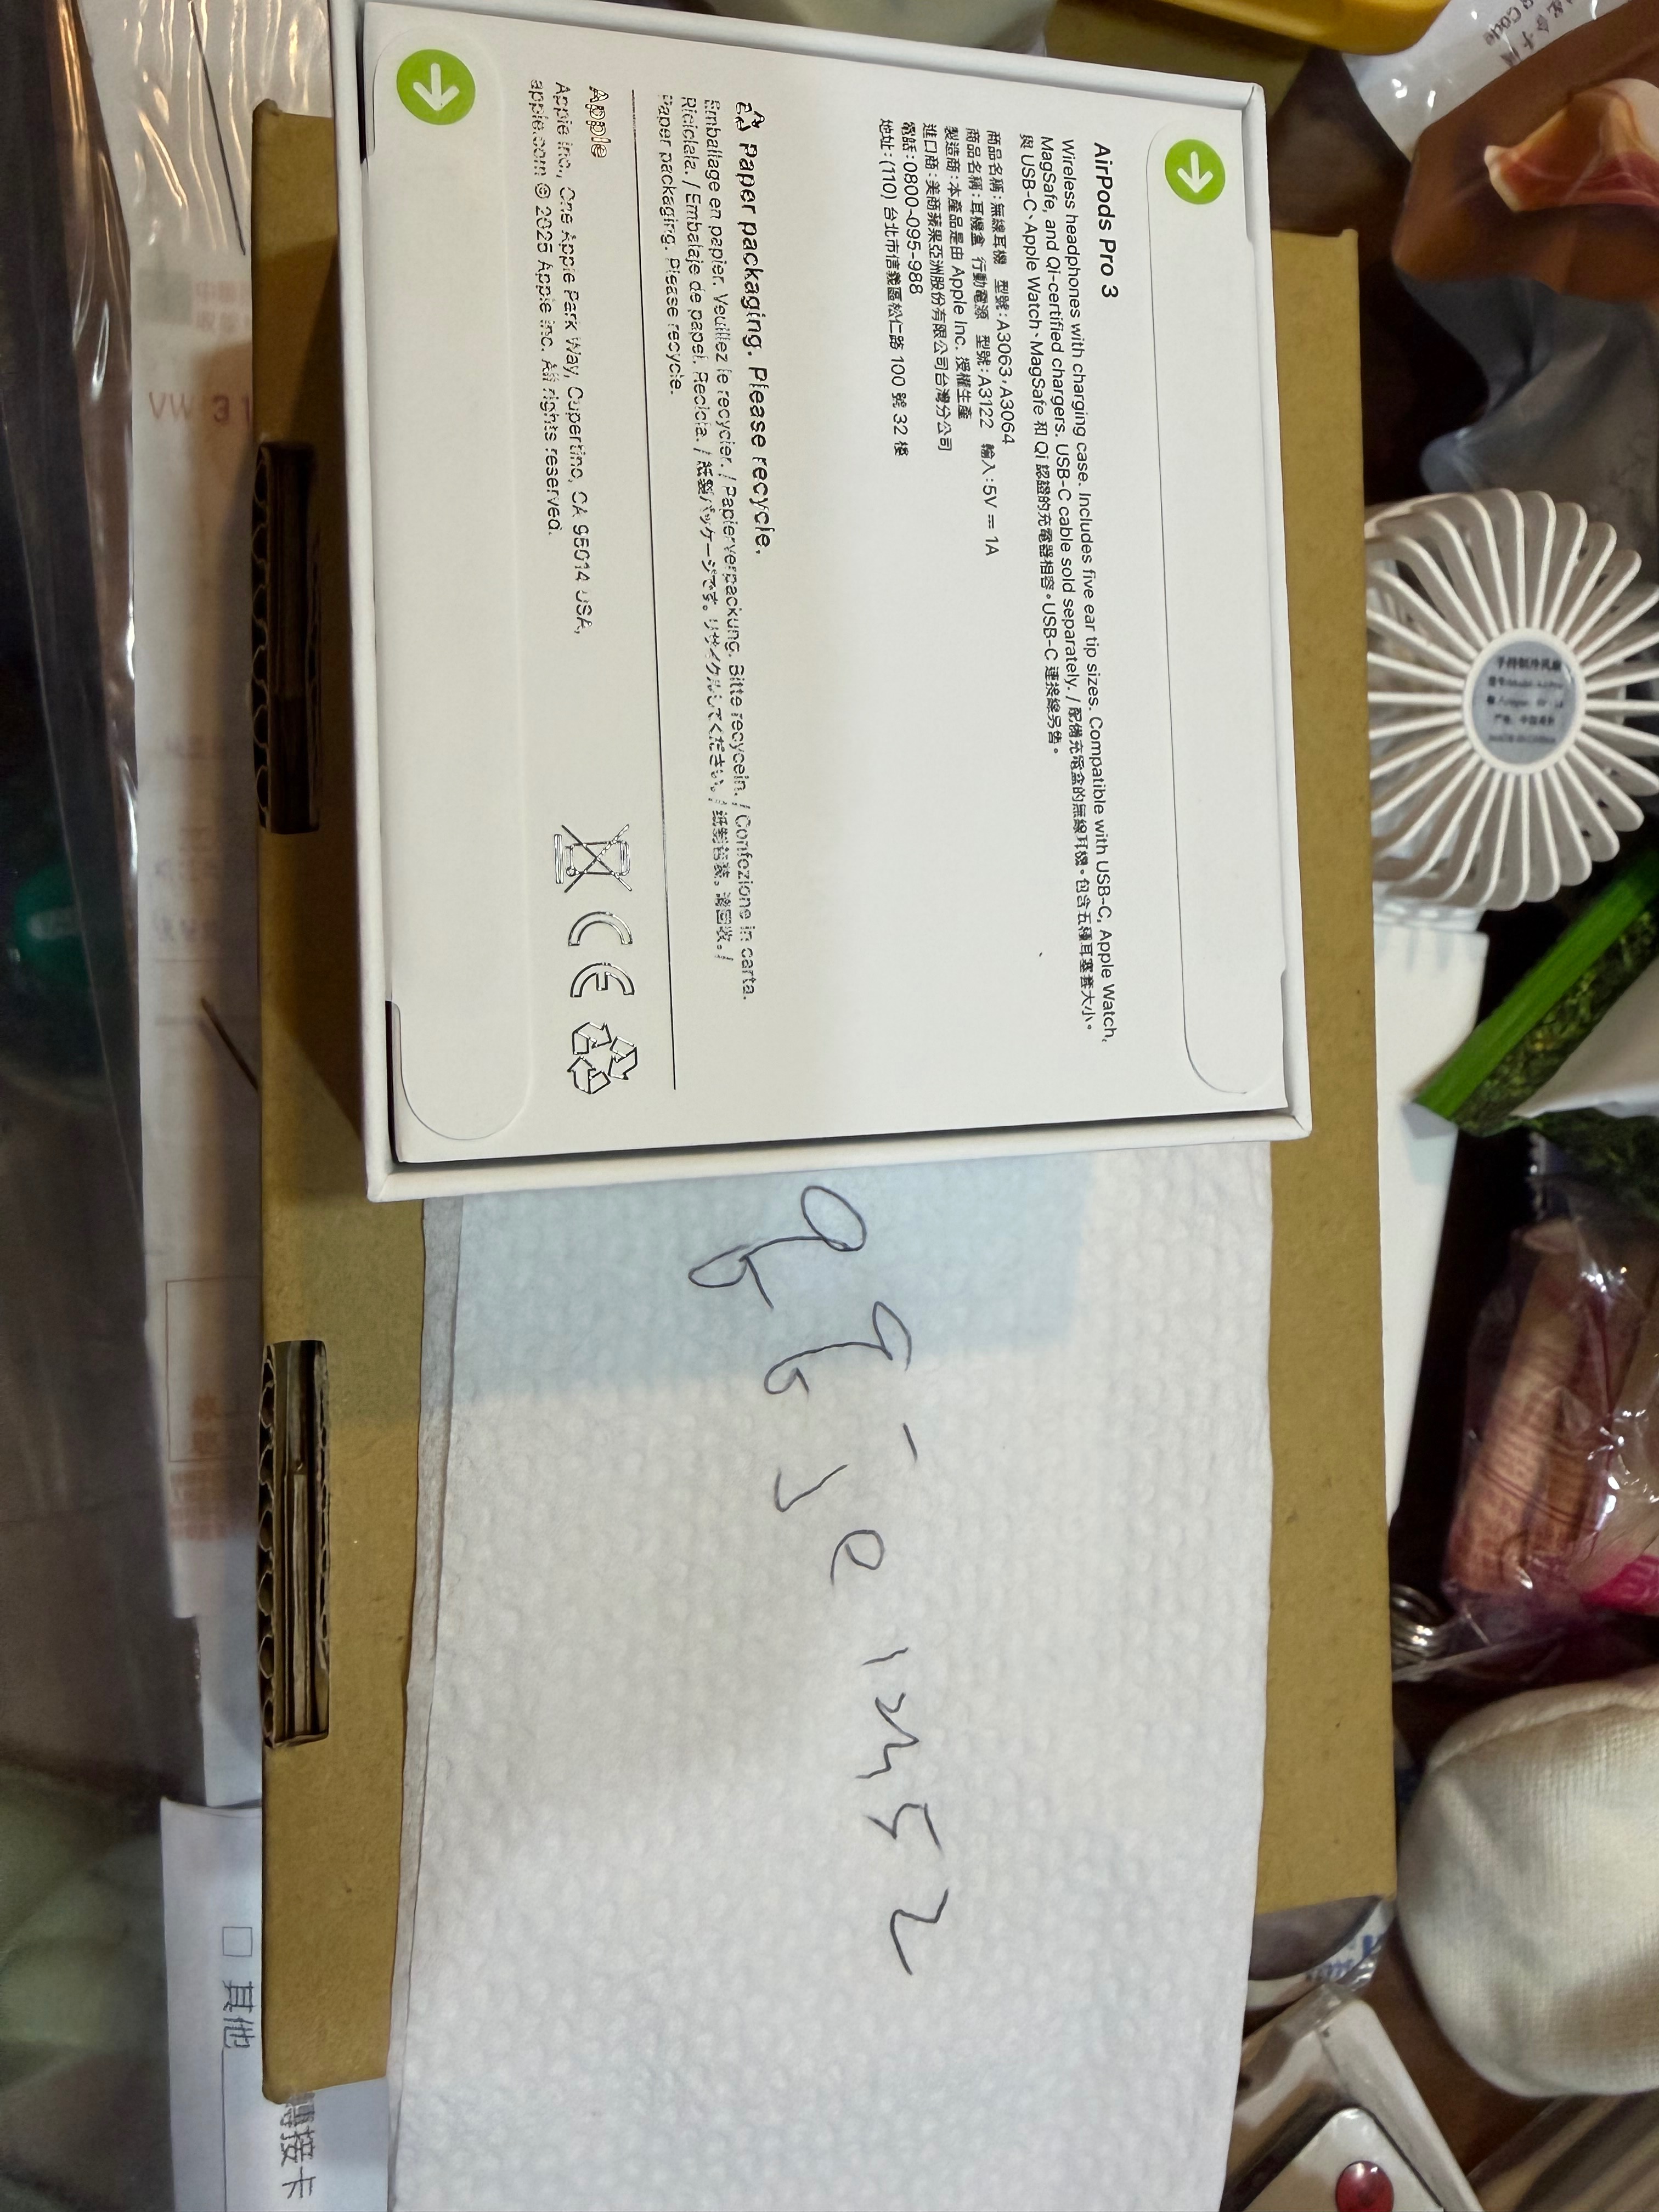 AirPods Pro 3
Wireless headphones with charging case. Includes five ear tip sizes. Compatible with USB-C, Apple Watch,
MagSafe, and Qi-certified chargers. USB-C cable sold separately. / 配備充電盒的無線耳機。包含五種耳塞套大小。
與 USB-C、Apple Watch、MagSafe 和 Qi 認證的充電器相容。USB-C 連接線另售。
商品名稱:無線耳機 型號:A3063,A3064
商品名稱:耳機盒 行動電源 型號:A3122 輸入:5V ⎓ 1A
製造商:本產品是由 Apple Inc. 授權生產
進口商:美商蘋果亞洲股份有限公司台灣分公司
電話:0800-095-988
地址:(110) 台北市信義區松仁路 100 號 32 樓
Paper packaging. Please recycle.
Emballage en papier. Veuillez le recycler. / Papierverpackung. Bitte recyceln. / Confezione in carta.
Riciclala. / Embalaje de papel. Recicla. / 紙製パッケージです。リサイクルしてください。/ 纸制包装，请回收。/
Paper packaging. Please recycle.
Apple
Apple Inc., One Apple Park Way, Cupertino, CA 95014 USA,
apple.com © 2025 Apple Inc. All rights reserved.
CE
VW 31
其他
轉接卡